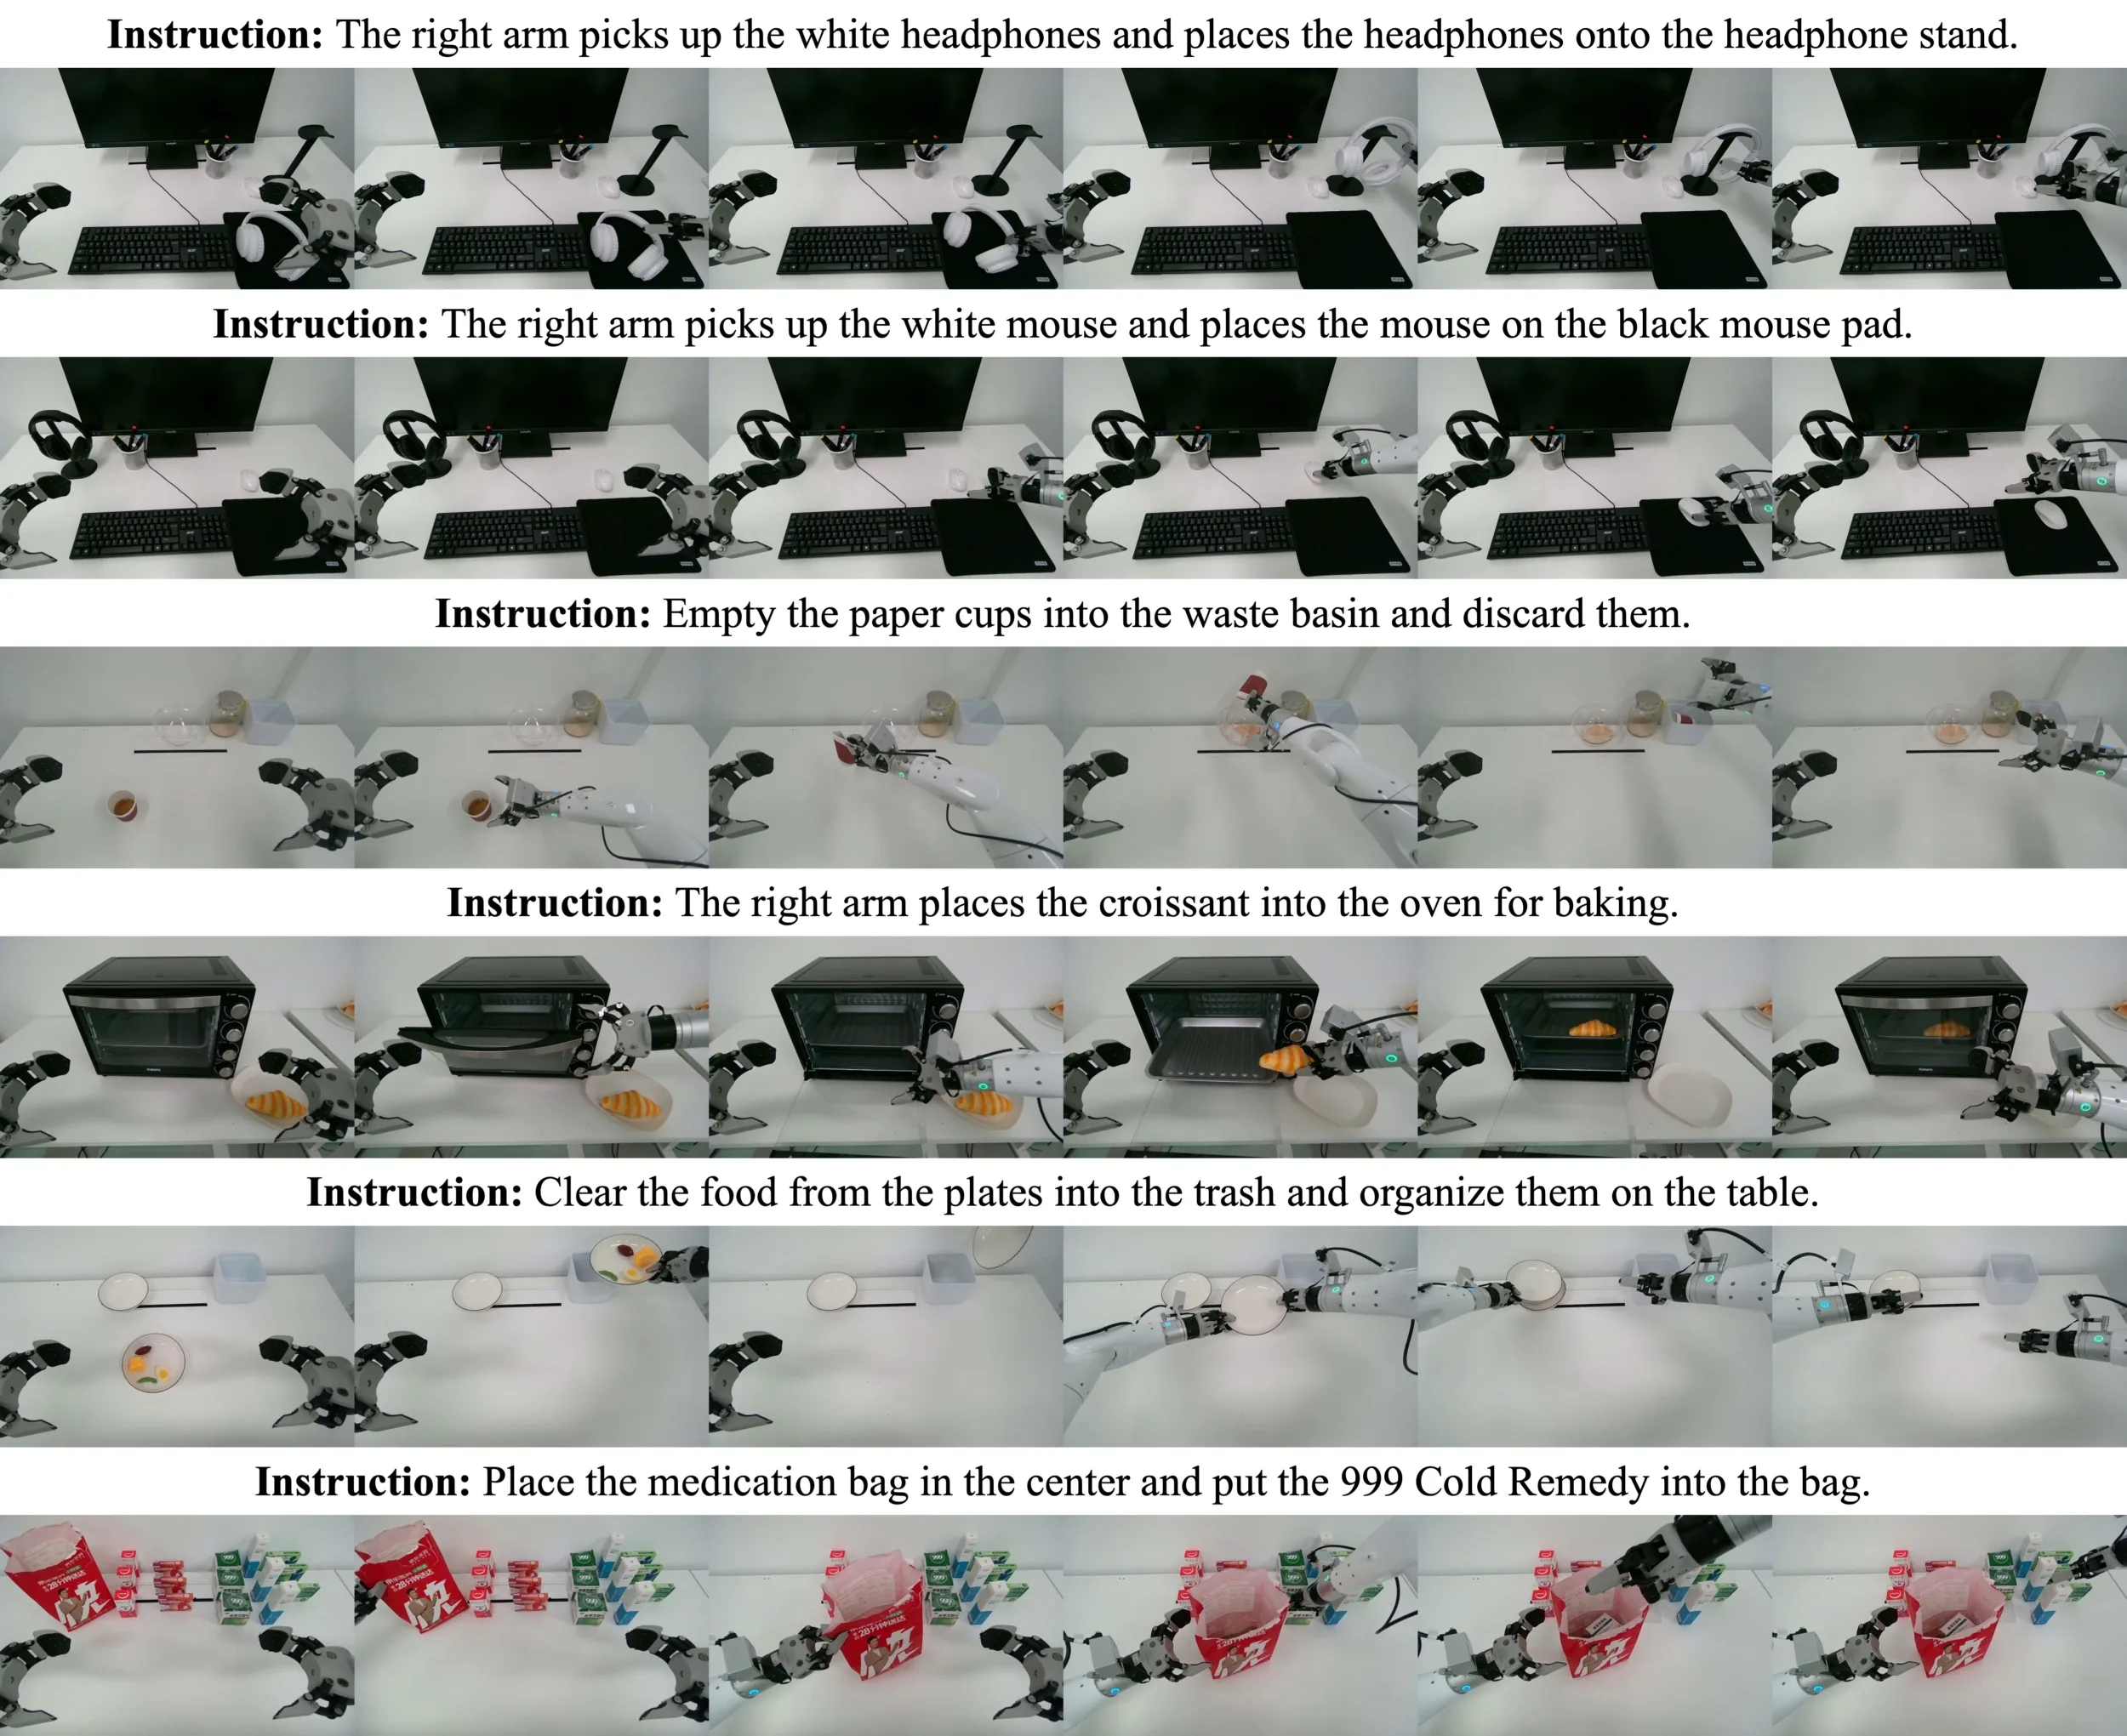 Instruction: The right arm picks up the white headphones and places the headphones onto the headphone stand.
Instruction: The right arm picks up the white mouse and places the mouse on the black mouse pad.
Instruction: Empty the paper cups into the waste basin and discard them.
Instruction: The right arm places the croissant into the oven for baking.
Instruction: Clear the food from the plates into the trash and organize them on the table.
Instruction: Place the medication bag in the center and put the 999 Cold Remedy into the bag.
999
999
999